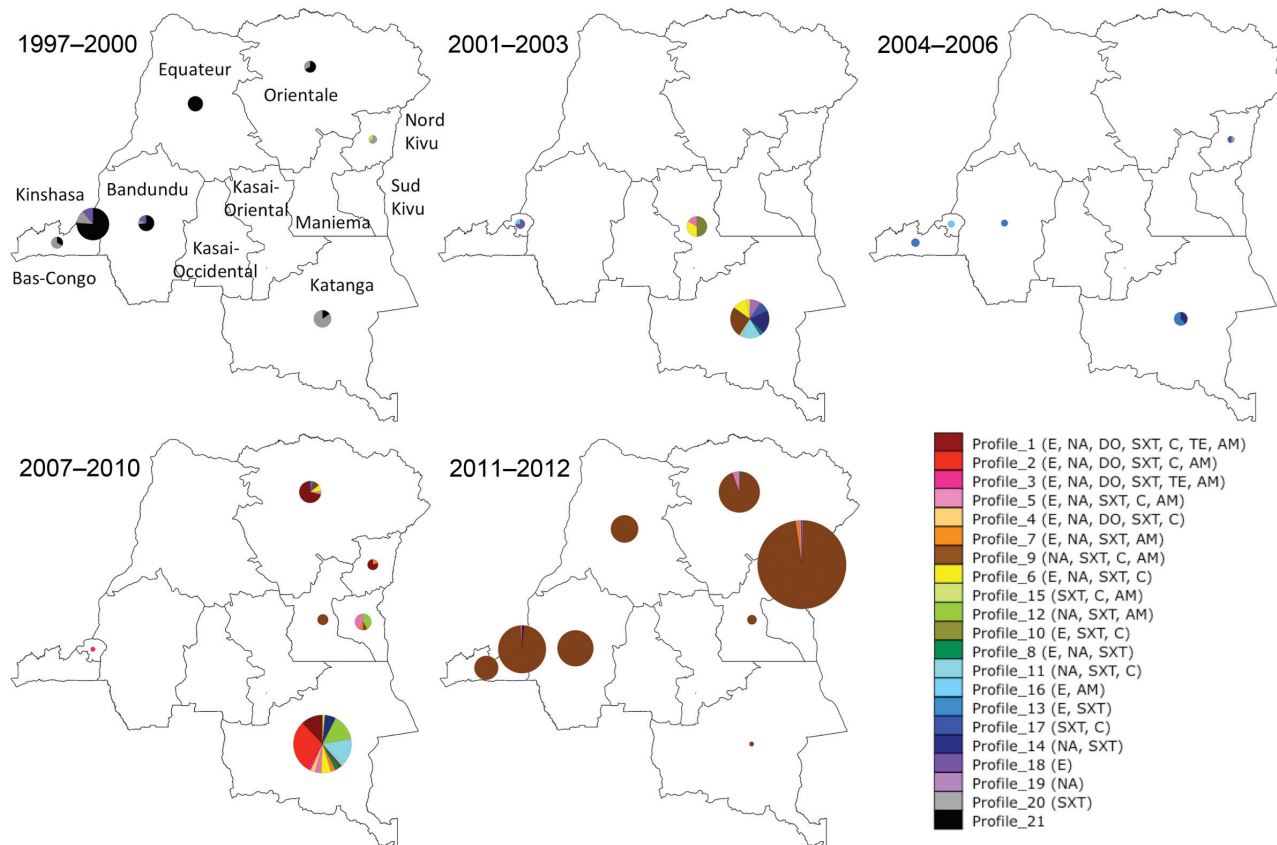 1997–2000
Equateur
Orientale
Nord
Kivu
Kinshasa
Bandundu
Kasai-
Oriental
Sud
Kivu
Maniema
Kasai-
Occidental
Bas-Congo
Katanga
2001–2003
2004–2006
2007–2010
2011–2012
Profile_1 (E, NA, DO, SXT, C, TE, AM)
Profile_2 (E, NA, DO, SXT, C, AM)
Profile_3 (E, NA, DO, SXT, TE, AM)
Profile_5 (E, NA, SXT, C, AM)
Profile_4 (E, NA, DO, SXT, C)
Profile_7 (E, NA, SXT, AM)
Profile_9 (NA, SXT, C, AM)
Profile_6 (E, NA, SXT, C)
Profile_15 (SXT, C, AM)
Profile_12 (NA, SXT, AM)
Profile_10 (E, SXT, C)
Profile_8 (E, NA, SXT)
Profile_11 (NA, SXT, C)
Profile_16 (E, AM)
Profile_13 (E, SXT)
Profile_17 (SXT, C)
Profile_14 (NA, SXT)
Profile_18 (E)
Profile_19 (NA)
Profile_20 (SXT)
Profile_21